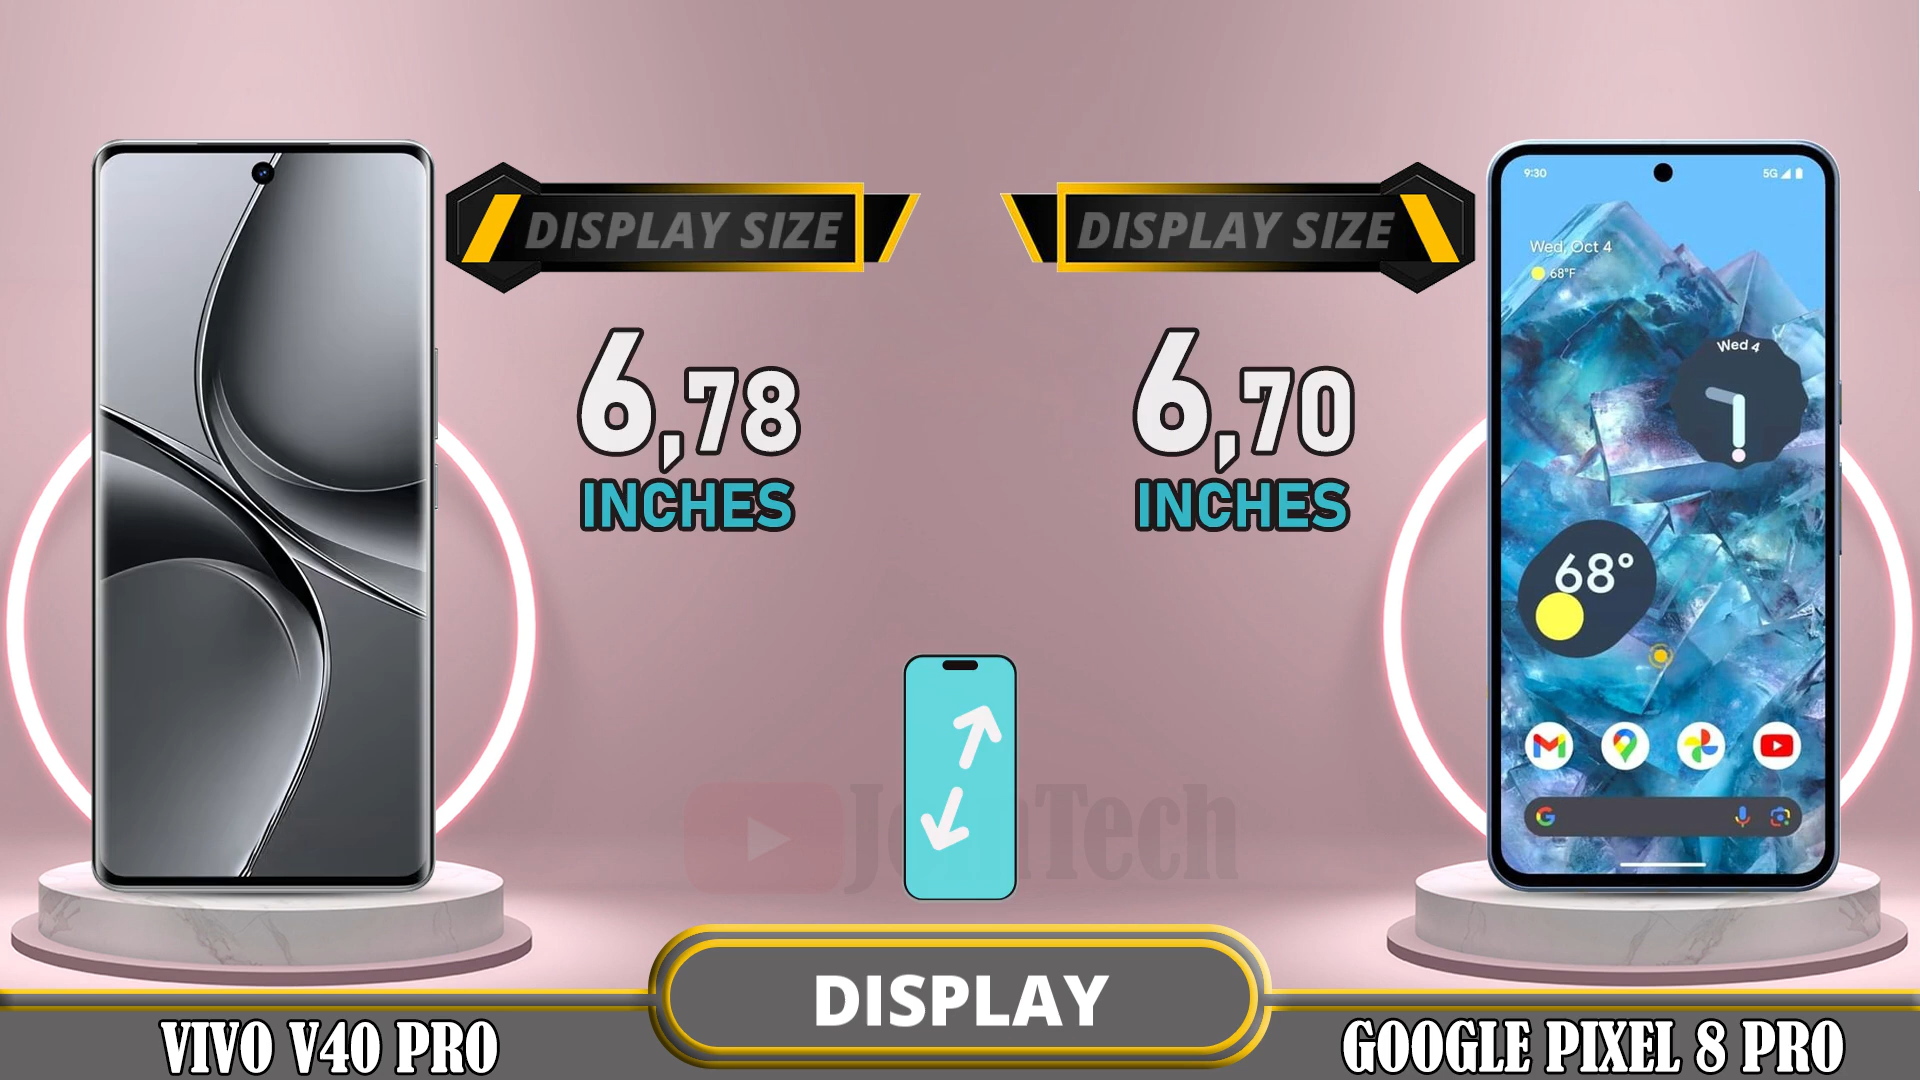 DISPLAY SIZE
DISPLAY SIZE
6,78
INCHES
6,70
INCHES
9:30
5G
Wed, Oct 4
68°F
Wed 4
68°
JohnTech
DISPLAY
VIVO V40 PRO
GOOGLE PIXEL 8 PRO